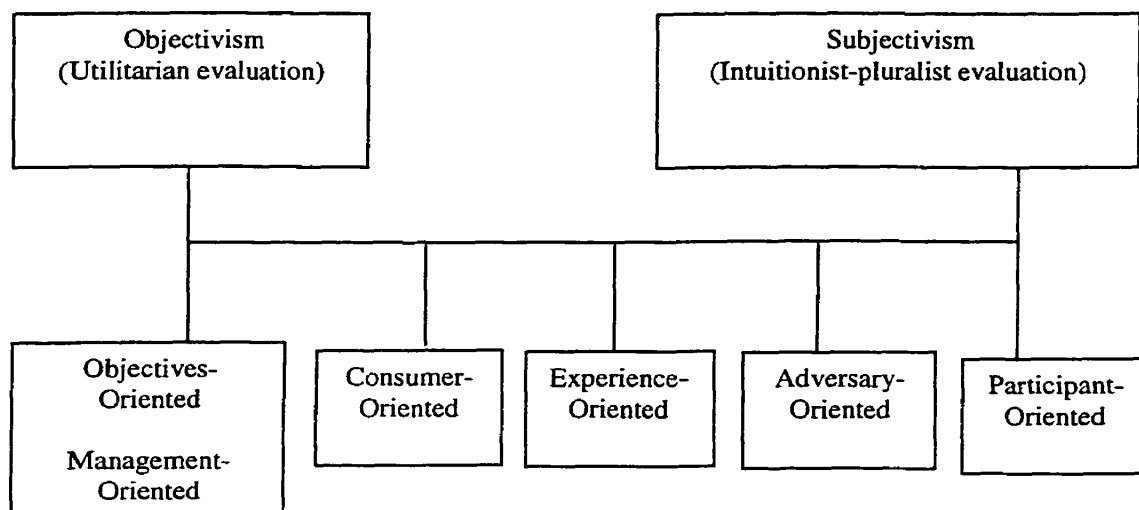 Objectivism
(Utilitarian evaluation)
Subjectivism
(Intuitionist-pluralist evaluation)
Objectives-
Oriented
Management-
Oriented
Consumer-
Oriented
Experience-
Oriented
Adversary-
Oriented
Participant-
Oriented